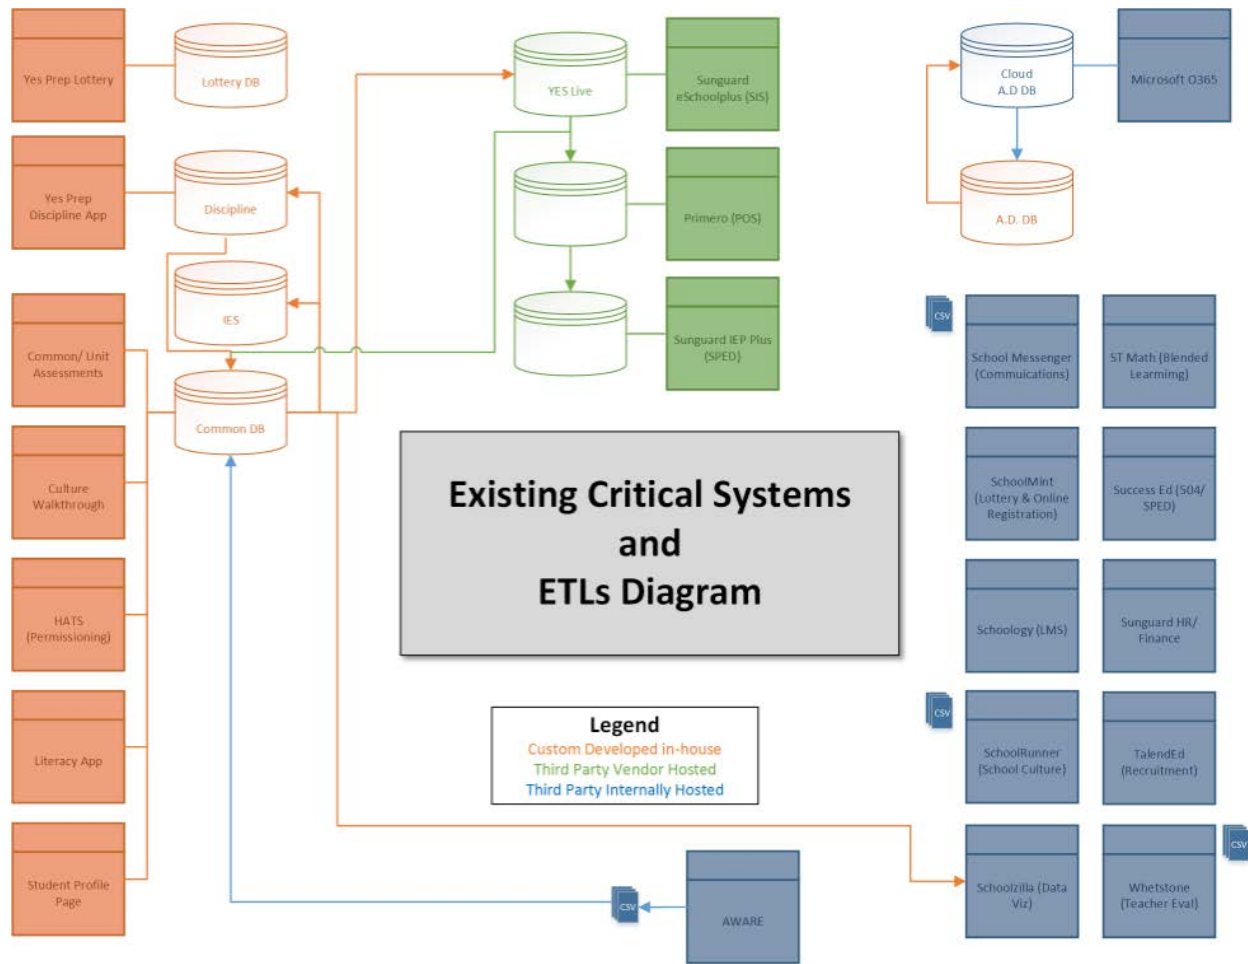 Yes Prep Lottery
Lottery DB
YES Live
Sunguard
eSchoolplus (SIS)
Cloud
A.D DB
Microsoft O365
Yes Prep
Discipline App
Discipline
Primero (POS)
A.D. DB
IES
Common/ Unit
Assessments
Common DB
Sunguard IEP Plus
(SPED)
CSV
School Messenger
(Commuications)
ST Math (Blended
Learmimg)
Culture
Walkthrough
Existing Critical Systems
and
ETLs Diagram
SchoolMint
(Lottery & Online
Registration)
Success Ed (504/
SPED)
HATS
(Permissioning)
Schoology (LMS)
Sunguard HR/
Finance
Literacy App
Legend
Custom Developed in-house
Third Party Vendor Hosted
Third Party Internally Hosted
CSV
SchoolRunner
(School Culture)
TalendEd
(Recruitment)
Student Profile
Page
CSV
AWARE
Schoolzilla (Data
Viz)
Whetstone
(Teacher Eval)
CSV